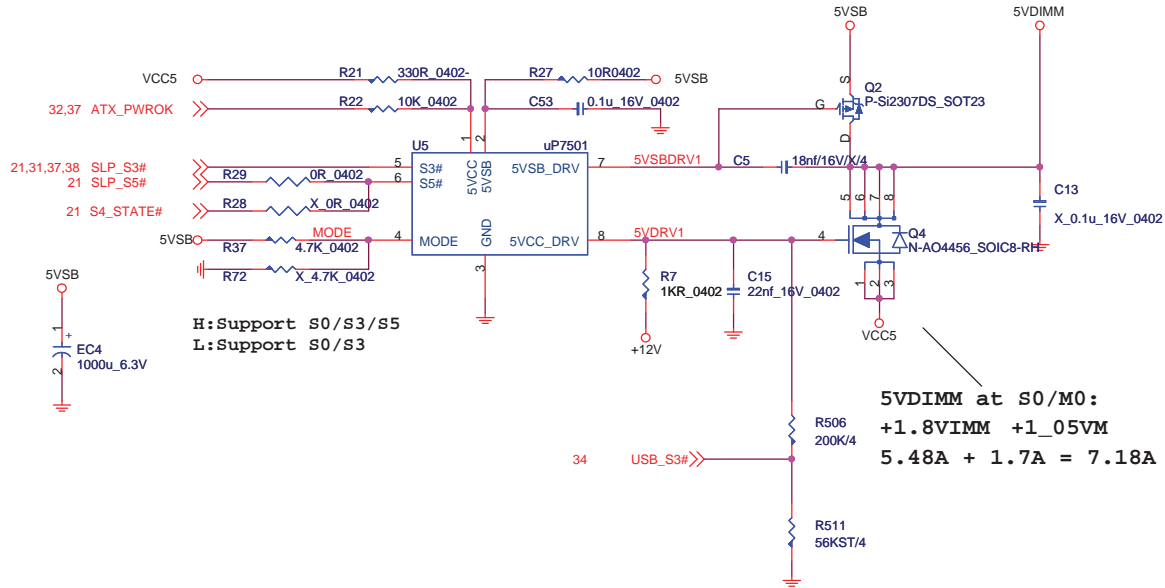 5VSB
5VDIMM
VCC5
R21
330R_0402-
R27
10R0402
5VSB
32,37 ATX_PWROK
R22
10K_0402
C53
0.1u_16V_0402
S
Q2
P-Si2307DS_SOT23
G
D
1
2
U5
uP7501
5VCC
5VSB
21,31,37,38 SLP_S3#
5
S3#
5VSB_DRV
7
5VSBDRV1
C5
18nf/16V/X/4
21 SLP_S5#
R29
0R_0402
6
S5#
21 S4_STATE#
R28
X_0R_0402
5
6
7
8
C13
X_0.1u_16V_0402
5VSB
R37
MODE
4.7K_0402
4
MODE
GND
5VCC_DRV
8
5VDRV1
4
Q4
N-AO4456_SOIC8-RH
R72
X_4.7K_0402
3
R7
1KR_0402
C15
22nf_16V_0402
1
2
3
5VSB
H:Support S0/S3/S5
L:Support S0/S3
+12V
VCC5
1
+
EC4
1000u_6.3V
2
5VDIMM at S0/M0:
+1.8VIMM +1_05VM
5.48A + 1.7A = 7.18A
R506
200K/4
34 USB_S3#
R511
56KST/4